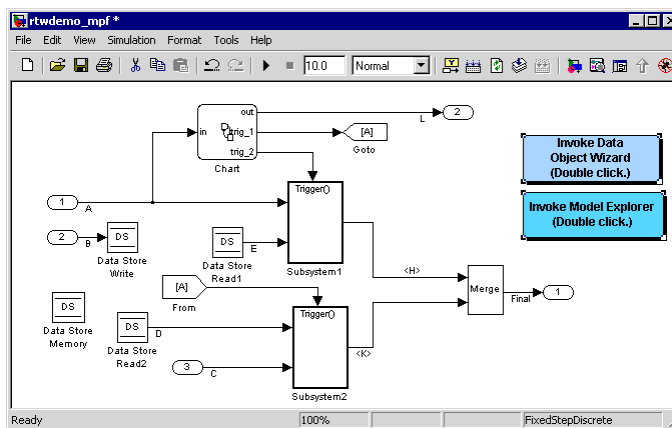 rtwdemo_mpf *
File Edit View Simulation Format Tools Help
10.0 Normal
out
in trig_1
trig_2
Chart
L
2
[A]
Goto
Invoke Data
Object Wizard
(Double click.)
Invoke Model Explorer
(Double click.)
1
A
Trigger()
Subsystem1
2
B
DS
Data Store
Write
DS
Data Store
Read1
E
<H>
Merge
Final
1
[A]
From
DS
Data Store
Memory
DS
Data Store
Read2
D
Trigger()
Subsystem2
<K>
3
C
Ready 100% FixedStepDiscrete